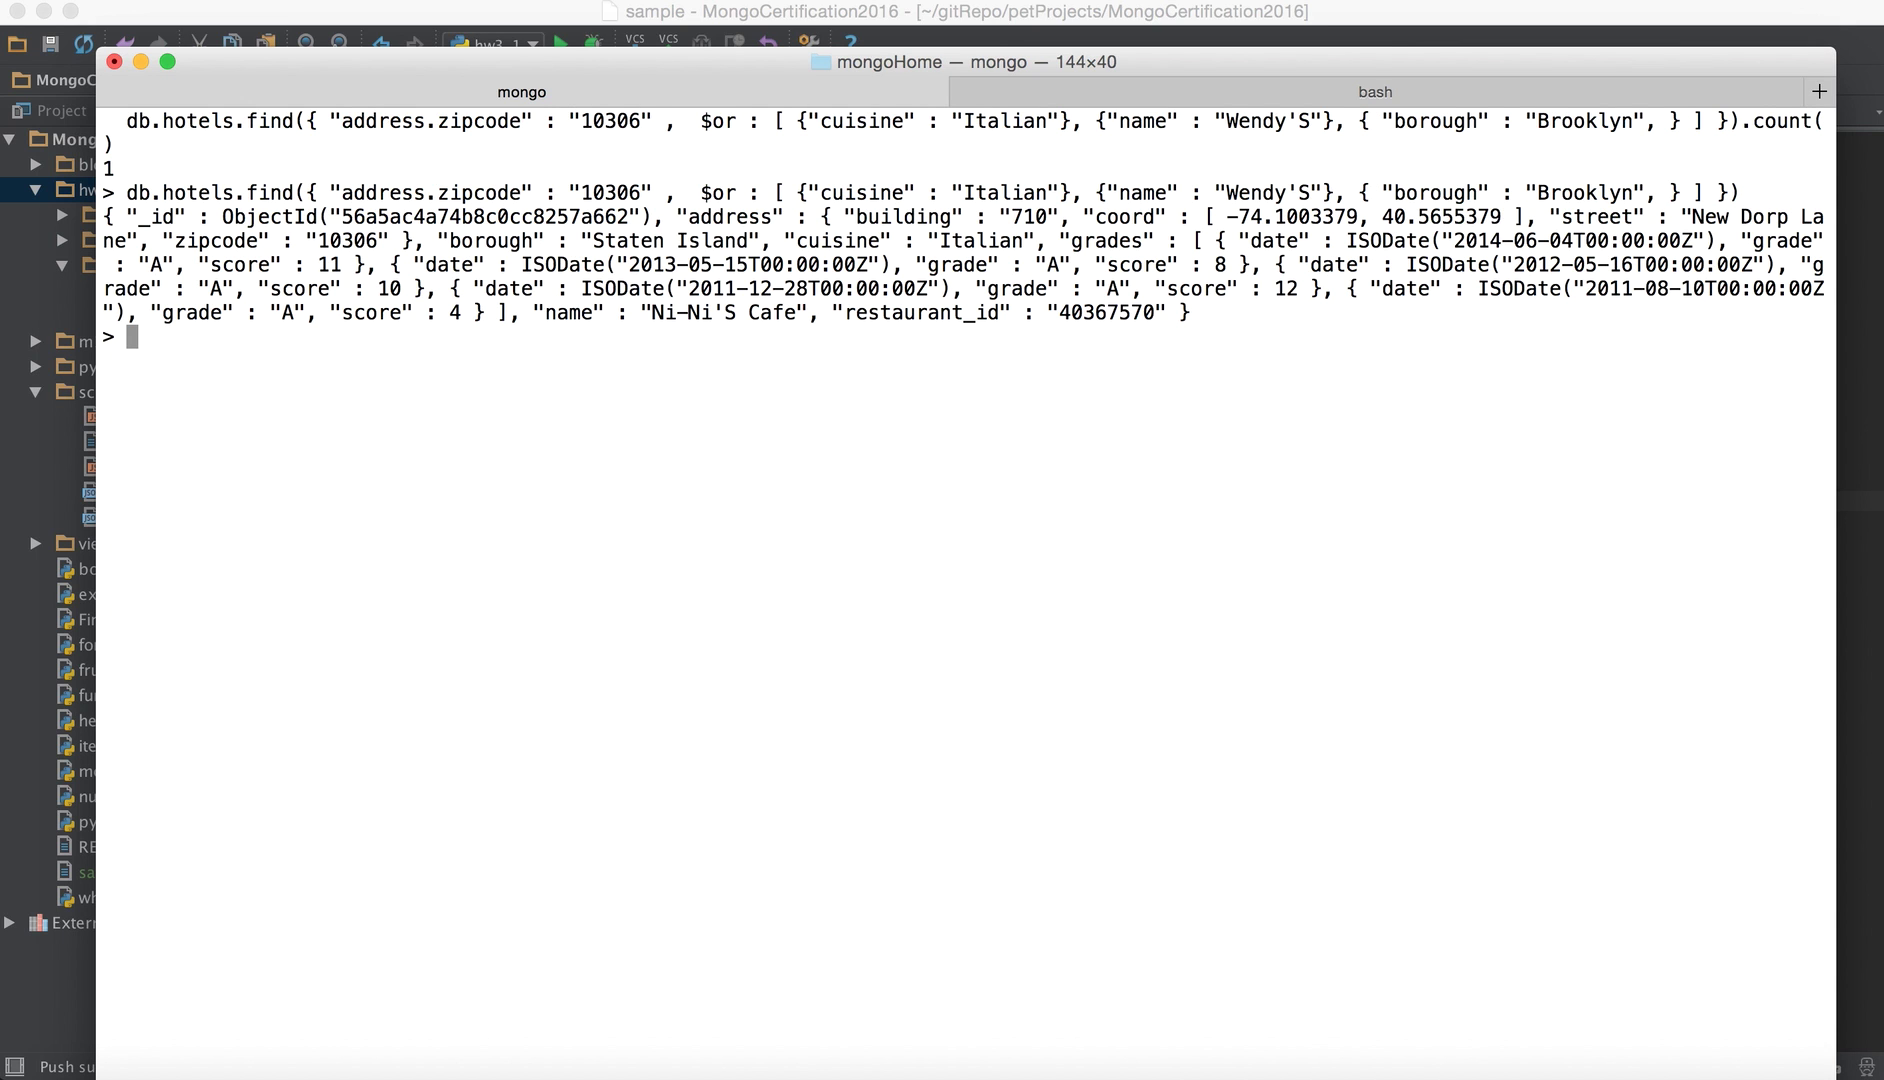 sample - MongoCertification2016 - [~/gitRepo/petProjects/MongoCertification2016]
hw3_1
VCS VCS
MongoC
mongoHome — mongo — 144×40
Project
mongo
bash
db.hotels.find({ "address.zipcode" : "10306" ,  $or : [ {"cuisine" : "Italian"}, {"name" : "Wendy'S"}, { "borough" : "Brooklyn", } ] }).count(
)
1
> db.hotels.find({ "address.zipcode" : "10306" ,  $or : [ {"cuisine" : "Italian"}, {"name" : "Wendy'S"}, { "borough" : "Brooklyn", } ] })
{ "_id" : ObjectId("56a5ac4a74b8c0cc8257a662"), "address" : { "building" : "710", "coord" : [ -74.1003379, 40.5655379 ], "street" : "New Dorp La
ne", "zipcode" : "10306" }, "borough" : "Staten Island", "cuisine" : "Italian", "grades" : [ { "date" : ISODate("2014-06-04T00:00:00Z"), "grade"
: "A", "score" : 11 }, { "date" : ISODate("2013-05-15T00:00:00Z"), "grade" : "A", "score" : 8 }, { "date" : ISODate("2012-05-16T00:00:00Z"), "g
rade" : "A", "score" : 10 }, { "date" : ISODate("2011-12-28T00:00:00Z"), "grade" : "A", "score" : 12 }, { "date" : ISODate("2011-08-10T00:00:00Z
"), "grade" : "A", "score" : 4 } ], "name" : "Ni-Ni'S Cafe", "restaurant_id" : "40367570" }
>
Mong
bl
hw
m
py
sc
vie
bo
ex
Fir
for
fru
fur
he
ite
mo
nu
py
RE
sa
wh
Extern
Push su